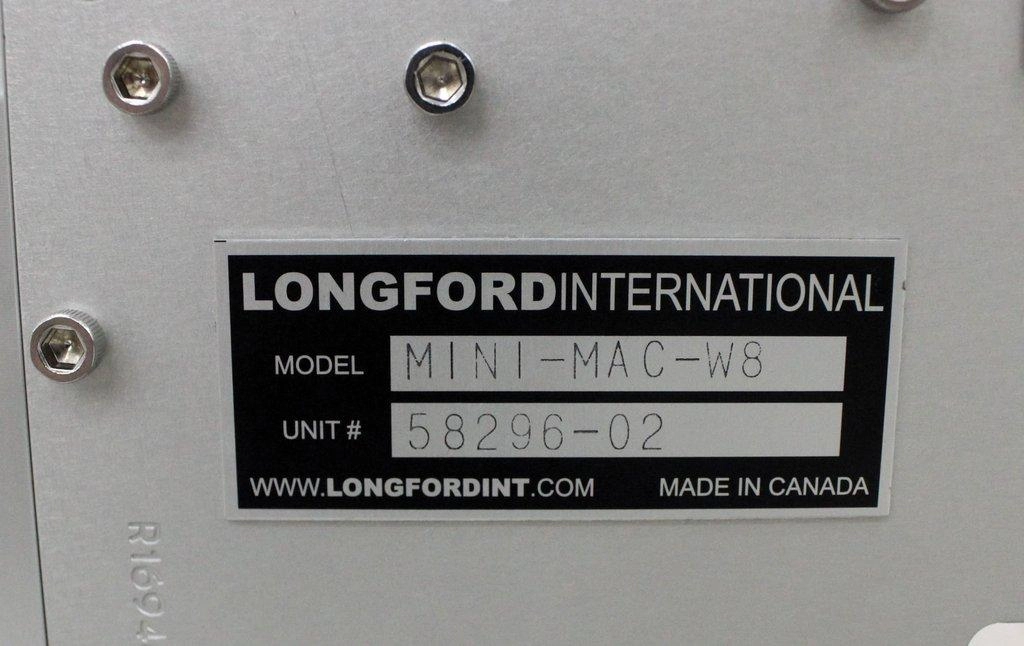 LONGFORDINTERNATIONAL
MODEL MINI-MAC-W8
UNIT # 58296-02
WWW.LONGFORDINT.COM MADE IN CANADA
R1694